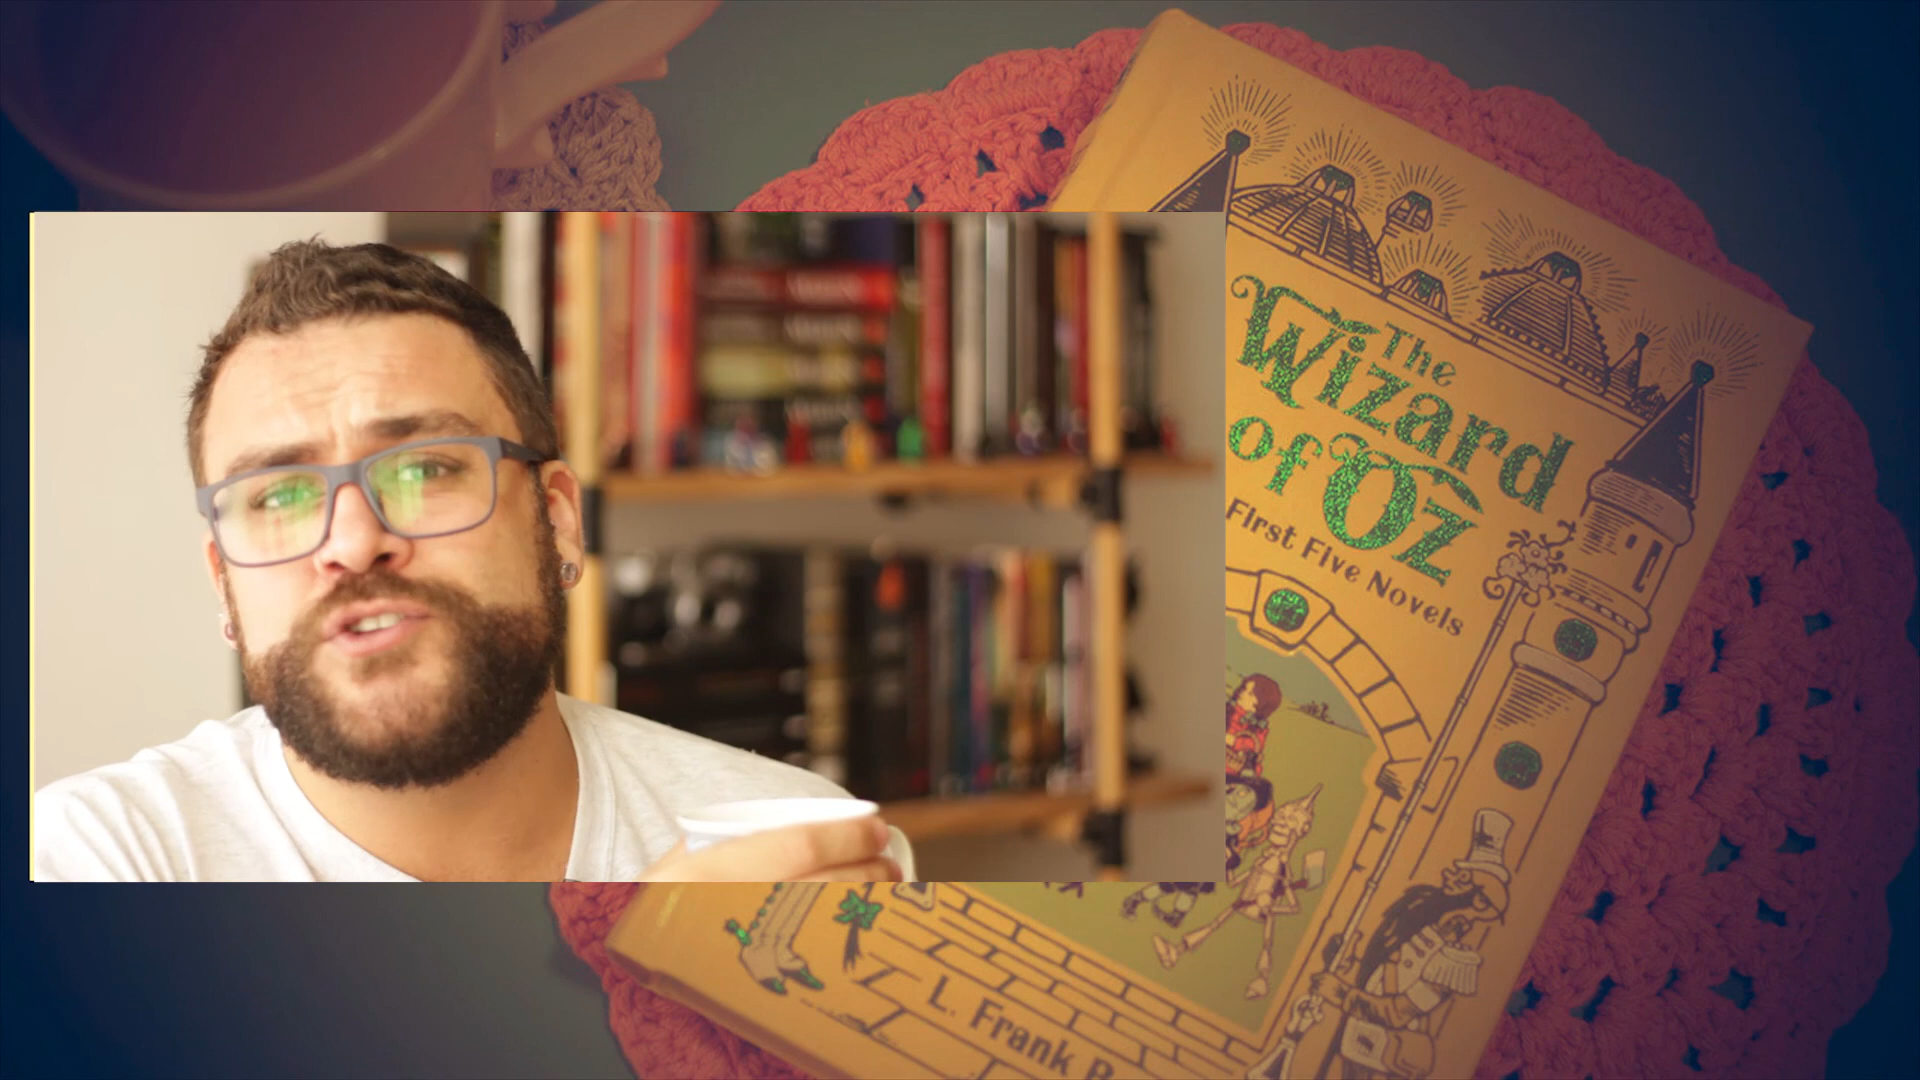 The
Wizard
of Oz
First Five Novels
L. Frank B